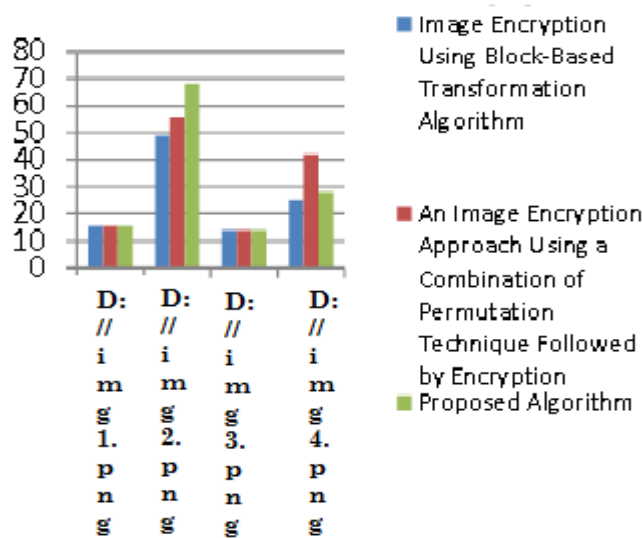 80
70
60
50
40
30
20
10
0
D:
//
i
m
g
1.
p
n
g
D:
//
i
m
g
2.
p
n
g
D:
//
i
m
g
3.
p
n
g
D:
//
i
m
g
4.
p
n
g
Image Encryption
Using Block-Based
Transformation
Algorithm
An Image Encryption
Approach Using a
Combination of
Permutation
Technique Followed
by Encryption
Proposed Algorithm